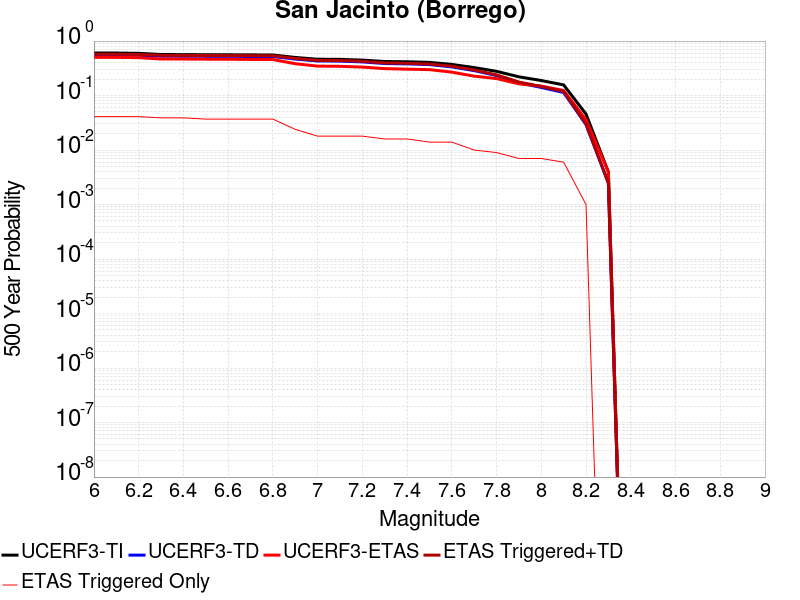 San Jacinto (Borrego)
10^0
10^-1
10^-2
10^-3
10^-4
10^-5
10^-6
10^-7
10^-8
500 Year Probability
6 6.2 6.4 6.6 6.8 7 7.2 7.4 7.6 7.8 8 8.2 8.4 8.6 8.8 9
Magnitude
UCERF3-TI UCERF3-TD UCERF3-ETAS ETAS Triggered+TD
ETAS Triggered Only